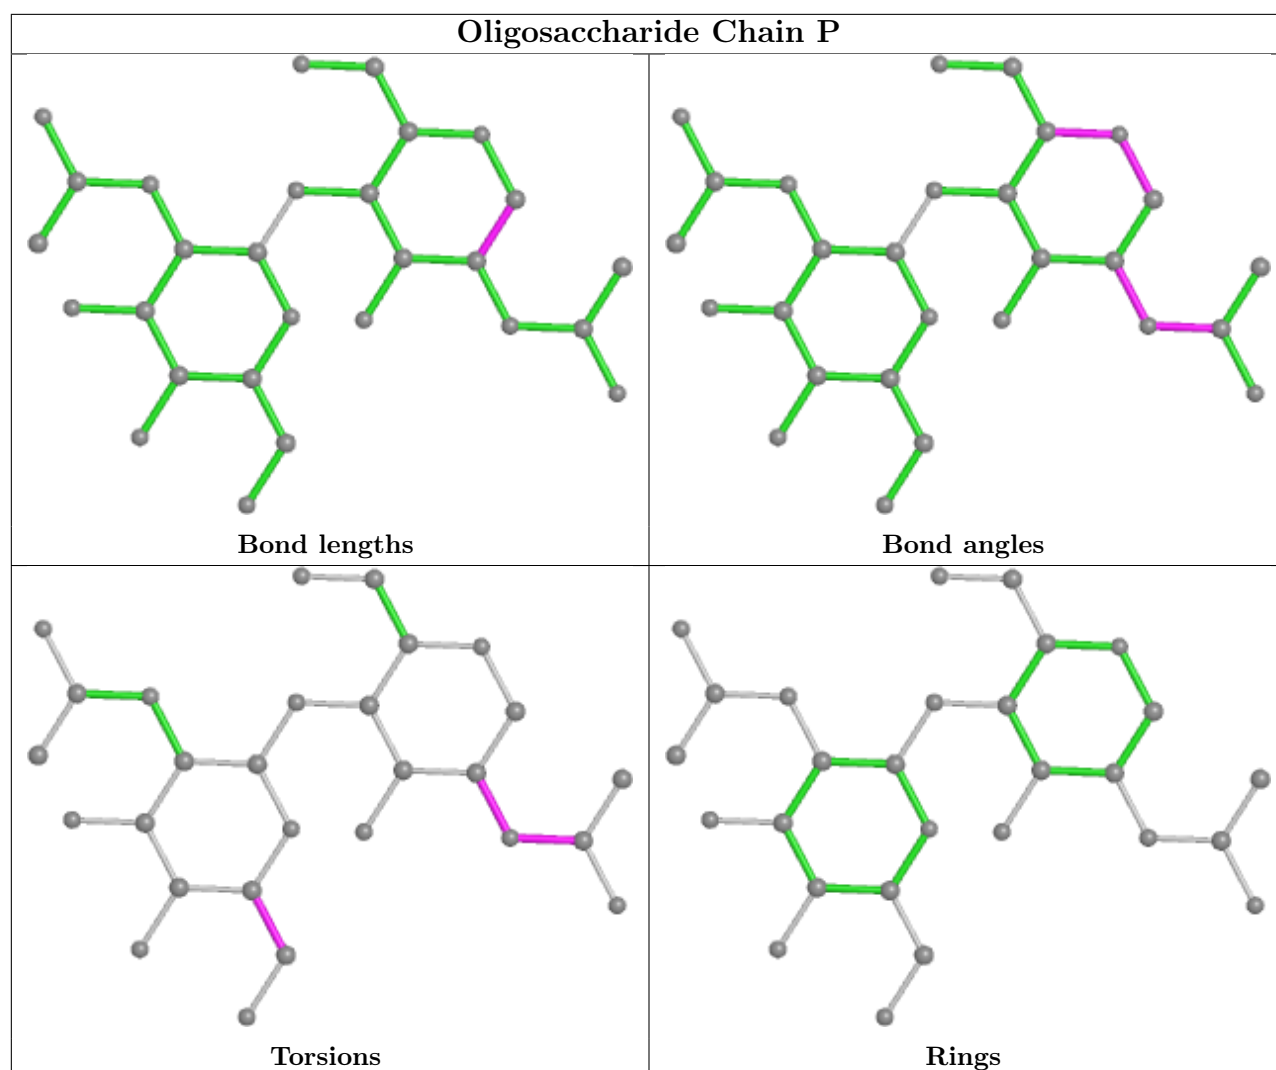 Oligosaccharide Chain P
Bond lengths
Bond angles
Torsions
Rings